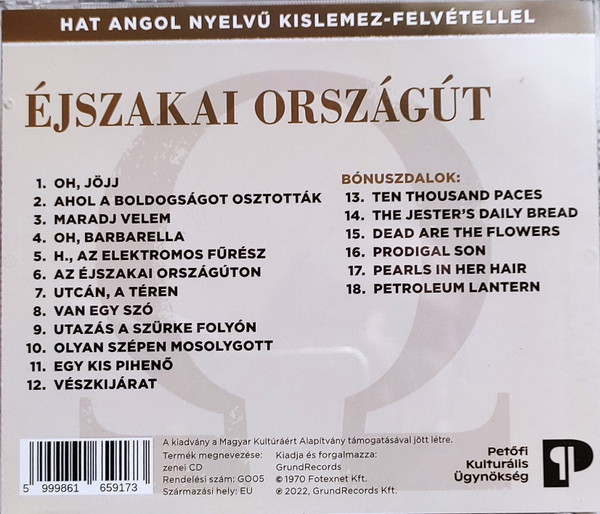 HAT ANGOL NYELVŰ KISLEMEZ-FELVÉTELLEL
ÉJSZAKAI ORSZÁGÚT
1. OH, JÖJJ
2. AHOL A BOLDOGSÁGOT OSZTOTTÁK
3. MARADJ VELEM
4. OH, BARBARELLA
5. H., AZ ELEKTROMOS FŰRÉSZ
6. AZ ÉJSZAKAI ORSZÁGÚTON
7. UTCÁN, A TÉREN
8. VAN EGY SZÓ
9. UTAZÁS A SZÜRKE FOLYÓN
10. OLYAN SZÉPEN MOSOLYGOTT
11. EGY KIS PIHENŐ
12. VÉSZKIJÁRAT
BÓNUSZDALOK:
13. TEN THOUSAND PACES
14. THE JESTER'S DAILY BREAD
15. DEAD ARE THE FLOWERS
16. PRODIGAL SON
17. PEARLS IN HER HAIR
18. PETROLEUM LANTERN
A kiadvány a Magyar Kultúráért Alapítvány támogatásával jött létre.
Termék megnevezése:
zenei CD
Rendelési szám: GO05
Származási hely: EU
Kiadja és forgalmazza:
GrundRecords
© 1970 Fotexnet Kft.
℗ 2022, GrundRecords Kft.
5 999861 659173
Petőfi
Kulturális
Ügynökség